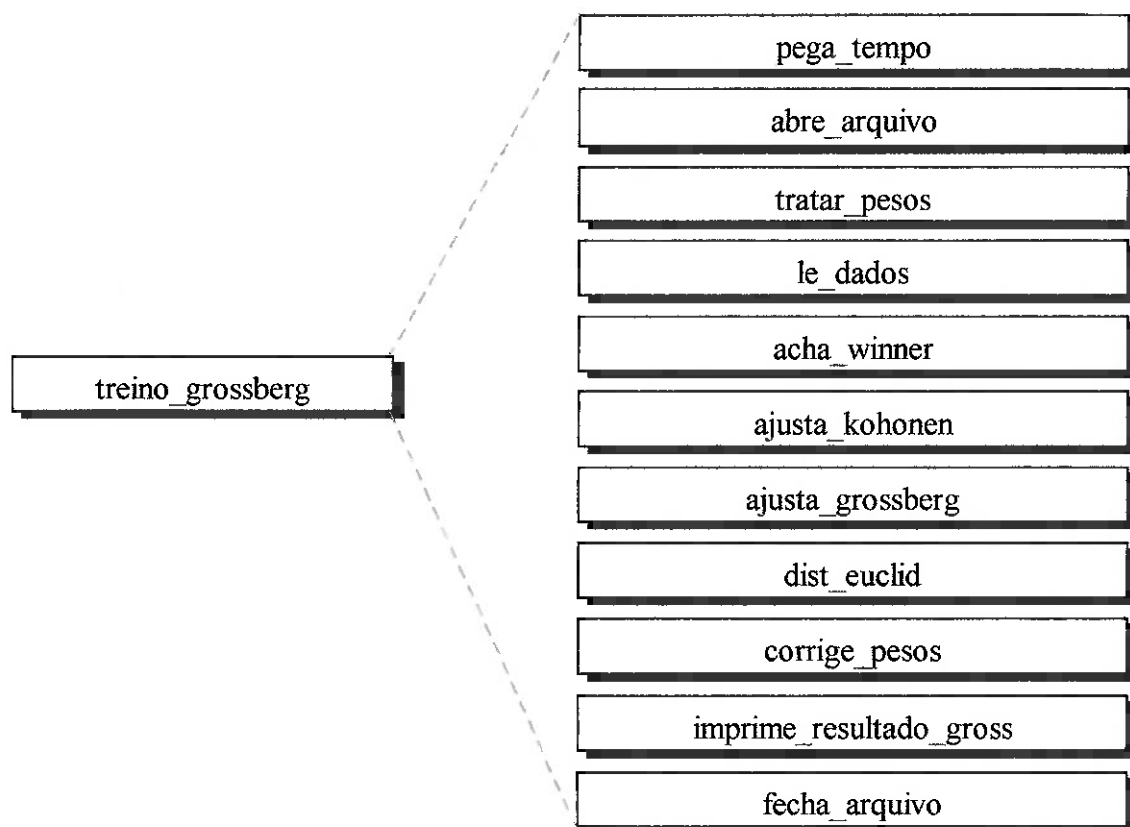 pega_tempo
abre_arquivo
tratar_pesos
le_dados
acha_winner
treino_grossberg
ajusta_kohonen
ajusta_grossberg
dist_euclid
corrige_pesos
imprime_resultado_gross
fecha_arquivo